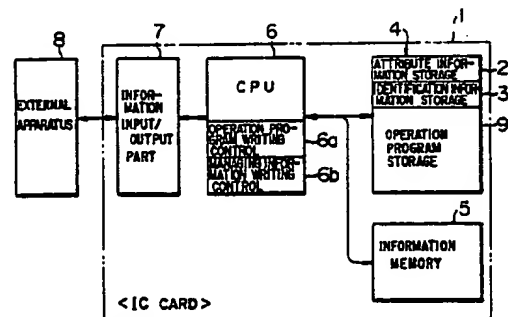 1
8
7
6
4
EXTERNAL
APPARATUS
INFOR-
MATION
INPUT/
OUTPUT
PART
CPU
OPERATION PRO-
GRAM WRITING
CONTROL
6a
MANAGING INFOR-
MATION WRITING
CONTROL
6b
ATTRIBUTE INFOR-
MATION STORAGE
2
IDENTIFICATION INFOR-
MATION STORAGE
3
OPERATION
PROGRAM
STORAGE
9
5
INFORMATION
MEMORY
<IC CARD>